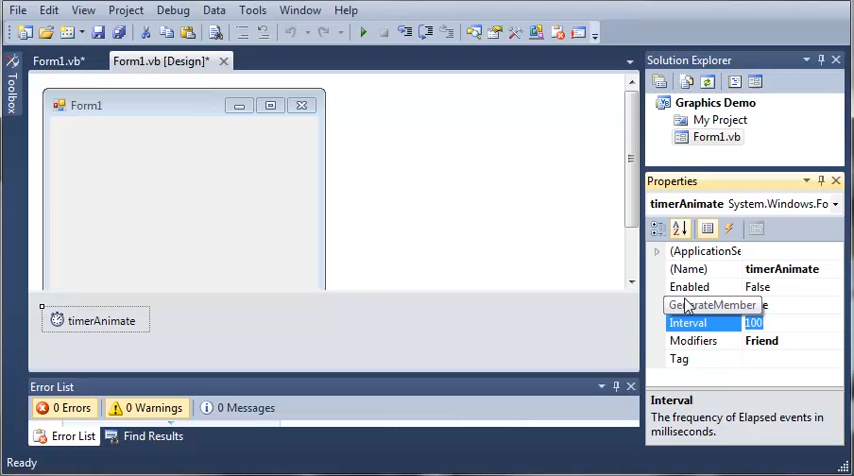 File Edit View Project Debug Data Tools Window Help
Toolbox
Form1.vb* Form1.vb [Design]*
Form1
timerAnimate
Error List
0 Errors 0 Warnings 0 Messages
Error List Find Results
Solution Explorer
Graphics Demo
My Project
Form1.vb
Properties
timerAnimate System.Windows.Fo
(ApplicationSe
(Name) timerAnimate
Enabled False
GenerateMember
Interval 100
Modifiers Friend
Tag
Interval
The frequency of Elapsed events in
milliseconds.
Ready